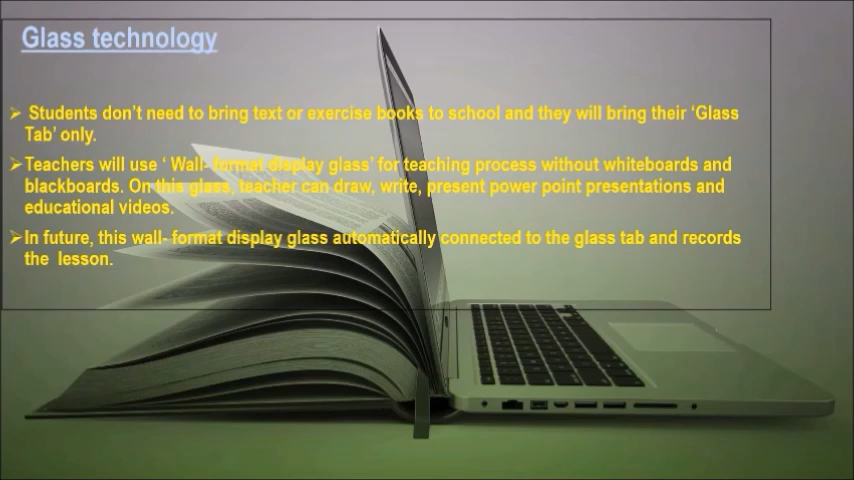 Glass technology
➢ Students don't need to bring text or exercise books to school and they will bring their 'Glass
Tab' only.
➢Teachers will use ' Wall- format display glass' for teaching process without whiteboards and
blackboards. On this glass, teacher can draw, write, present power point presentations and
educational videos.
➢In future, this wall- format display glass automatically connected to the glass tab and records
the lesson.